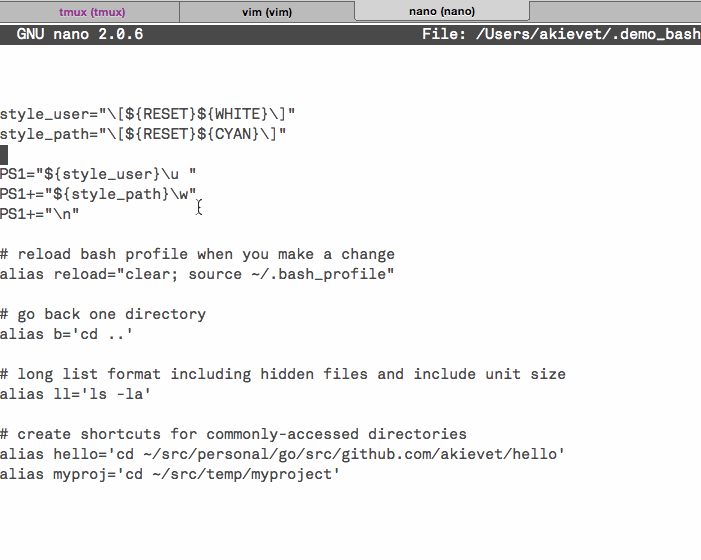 tmux (tmux) vim (vim) nano (nano)
GNU nano 2.0.6 File: /Users/akievet/.demo_bash
style_user="\[${RESET}${WHITE}\]"
style_path="\[${RESET}${CYAN}\]"
PS1="${style_user}\u "
PS1+="${style_path}\w"
PS1+="\n"
# reload bash profile when you make a change
alias reload="clear; source ~/.bash_profile"
# go back one directory
alias b='cd ..'
# long list format including hidden files and include unit size
alias ll='ls -la'
# create shortcuts for commonly-accessed directories
alias hello='cd ~/src/personal/go/src/github.com/akievet/hello'
alias myproj='cd ~/src/temp/myproject'